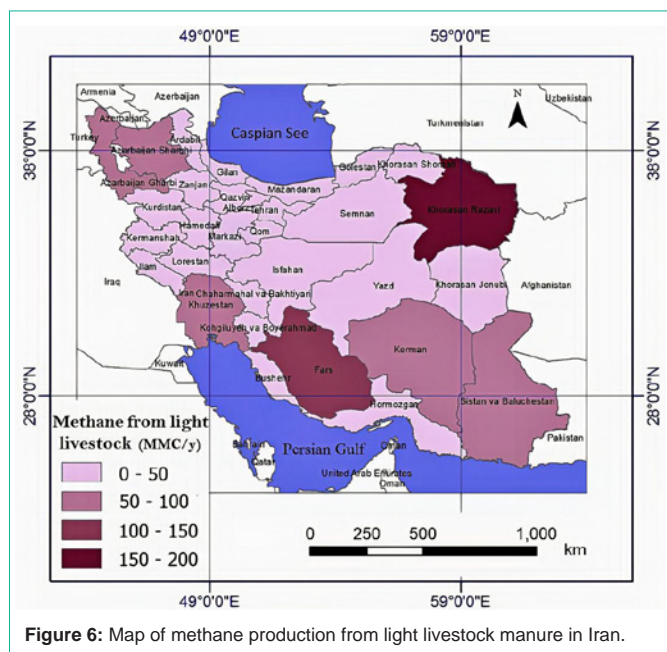 49°0'0"E 59°0'0"E
Armenia
Azerbaijan
Azerbaijan
Uzbekistan
N
Turkmenistan
Caspian See
38°0'0"N
38°0'0"N
Turkey
Ardabil
Azarbaijan Sharghi
Azarbaijan Gharbi
Gilan
Golestan
Khorasan Shomali
Zanjan
Mazandaran
Qazvin
Alborz
Tehran
Semnan
Khorasan Razavi
Kurdistan
Hamedan
Qom
Markazi
Kermanshah
Lorestan
Isfahan
Ilam
Iraq
Yazd
Khorasan Jonubi
Afghanistan
Iran
Chaharmahal va Bakhtiyari
Khuzestan
Kohgiluyeh va Boyerahmad
Kerman
Fars
Kuwait
Bushehr
Hormozgan
Sistan va Baluchestan
28°0'0"N
28°0'0"N
Pakistan
Bahrain
Qatar
Persian Gulf
Oman
United Arab Emirates
Oman
Methane from light
livestock (MMC/y)
0 - 50
50 - 100
100 - 150
150 - 200
0 250 500 1,000
km
49°0'0"E 59°0'0"E
Figure 6: Map of methane production from light livestock manure in Iran.